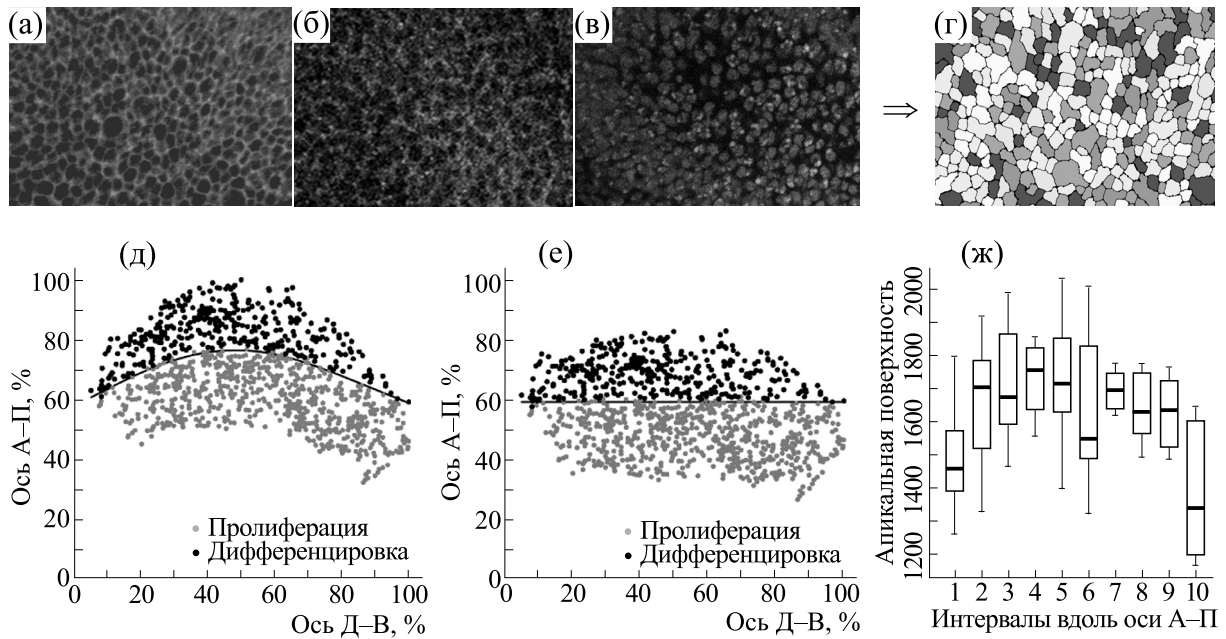 (а)
(б)
(в)
⇒
(г)
(д)
Ось А–П, %
100
80
60
40
20
0
Пролиферация
Дифференцировка
0 20 40 60 80 100
Ось Д–В, %
(е)
Ось А–П, %
100
80
60
40
20
0
Пролиферация
Дифференцировка
0 20 40 60 80 100
Ось Д–В, %
(ж)
Апикальная поверхность
2000
1800
1600
1400
1200
1 2 3 4 5 6 7 8 9 10
Интервалы вдоль оси А–П